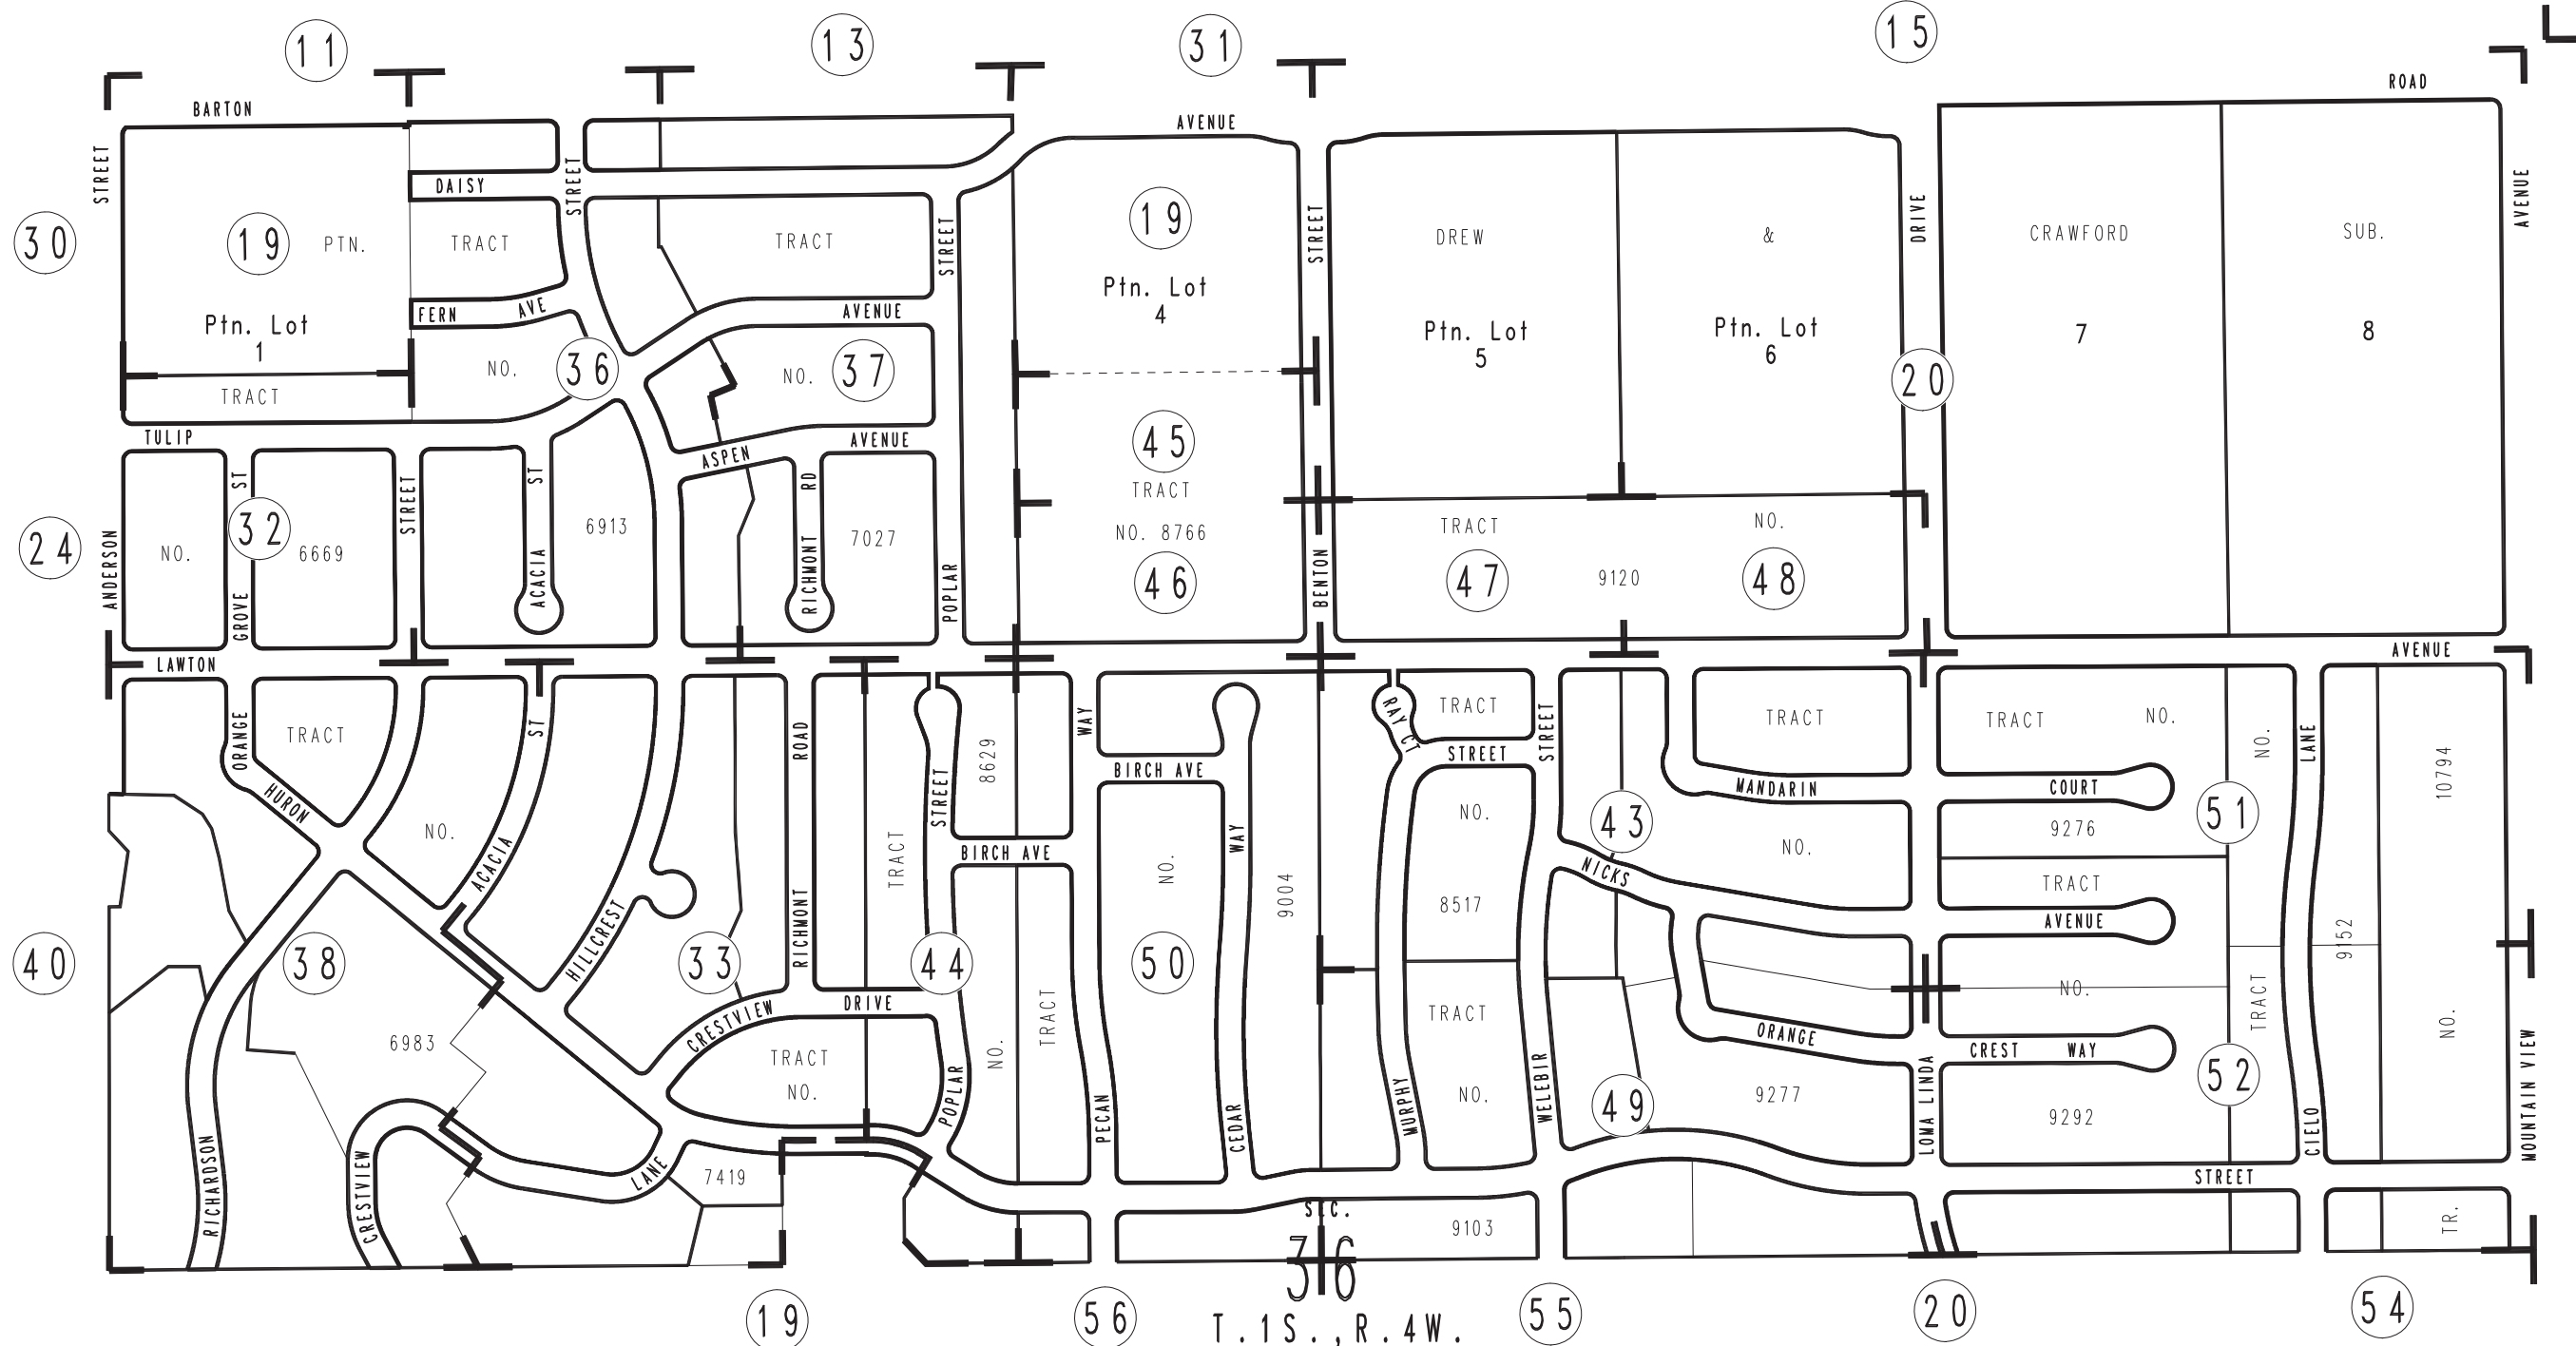 11
13
31
15
BARTON
AVENUE
ROAD
STREET
DAISY
STREET
STREET
STREET
DRIVE
AVENUE
30
19
PTN.
TRACT
TRACT
19
DREW
&
CRAWFORD
SUB.
Ptn. Lot
1
FERN
AVE
AVENUE
Ptn. Lot
4
Ptn. Lot
5
Ptn. Lot
6
7
8
TRACT
NO.
36
NO.
37
20
TULIP
ASPEN
AVENUE
45
TRACT
NO. 8766
46
24
ANDERSON
NO.
GROVE
ST
32
6669
STREET
ACACIA
ST
6913
RICHMONT
RD
7027
POPLAR
BENTON
TRACT
NO.
47
9120
48
LAWTON
AVENUE
ORANGE
TRACT
ST
ROAD
8629
WAY
RAY CT
TRACT
STREET
STREET
TRACT
TRACT
NO.
NO.
LANE
10794
HURON
NO.
ACACIA
TRACT
STREET
BIRCH AVE
BIRCH AVE
NO.
WAY
9004
NO.
8517
43
NICKS
MANDARIN
NO.
COURT
9276
51
TRACT
AVENUE
9152
40
38
HILLCREST
33
RICHMONT
44
50
6983
CRESTVIEW
DRIVE
TRACT
NO.
NO.
TRACT
TRACT
NO.
49
ORANGE
9277
NO.
CREST
WAY
TRACT
52
9292
NO.
RICHARDSON
CRESTVIEW
LANE
7419
POPLAR
PECAN
CEDAR
MURPHY
WELEBIR
LOMA LINDA
CIELO
MOUNTAIN VIEW
STREET
SEC.
36
9103
TR.
19
56
T.1S.,R.4W.
55
20
54